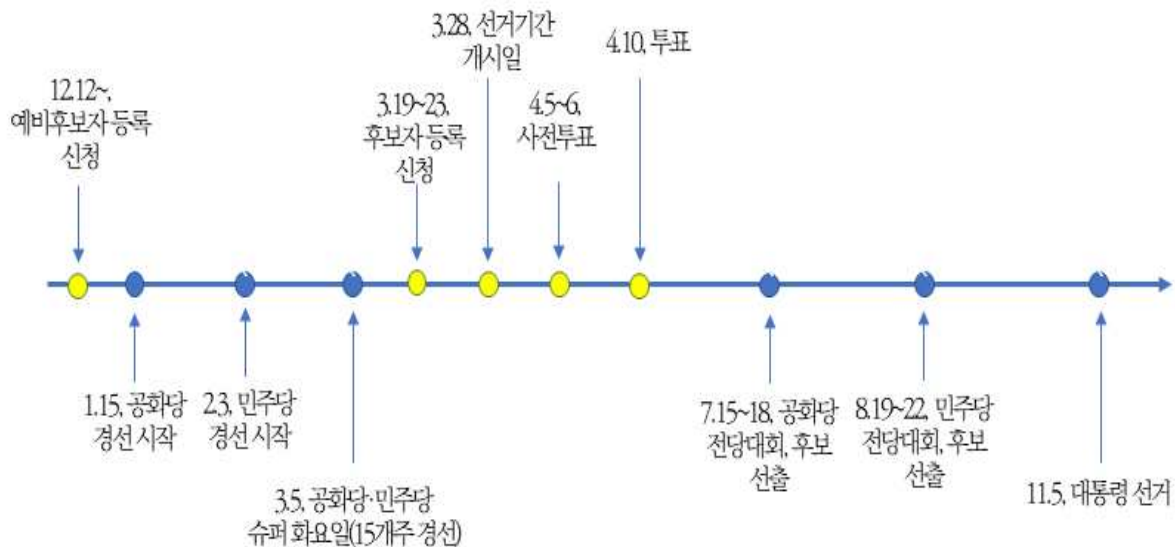 12.12~,
예비후보자 등록
신청
3.19~23,
후보자 등록
신청
3.28, 선거기간
개시일
4.5~6,
사전투표
4.10, 투표
1.15, 공화당
경선 시작
2.3, 민주당
경선 시작
3.5, 공화당·민주당
슈퍼 화요일(15개주 경선)
7.15~18, 공화당
전당대회, 후보
선출
8.19~22, 민주당
전당대회, 후보
선출
11.5, 대통령 선거